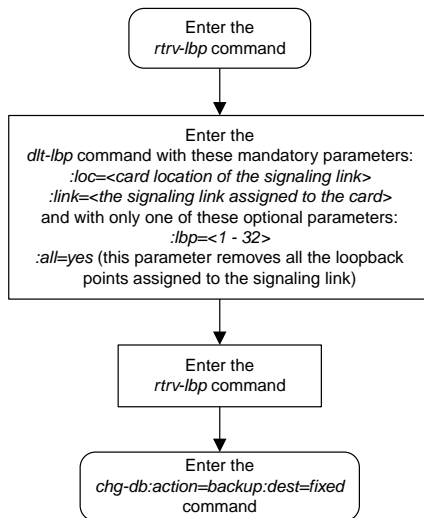 Enter the
rtrv-lbp command
Enter the
dlt-lbp command with these mandatory parameters:
:loc=<card location of the signaling link>
:link=<the signaling link assigned to the card>
and with only one of these optional parameters:
:lbp=<1 - 32>
:all=yes (this parameter removes all the loopback
points assigned to the signaling link)
Enter the
rtrv-lbp command
Enter the
chg-db:action=backup:dest=fixed
command